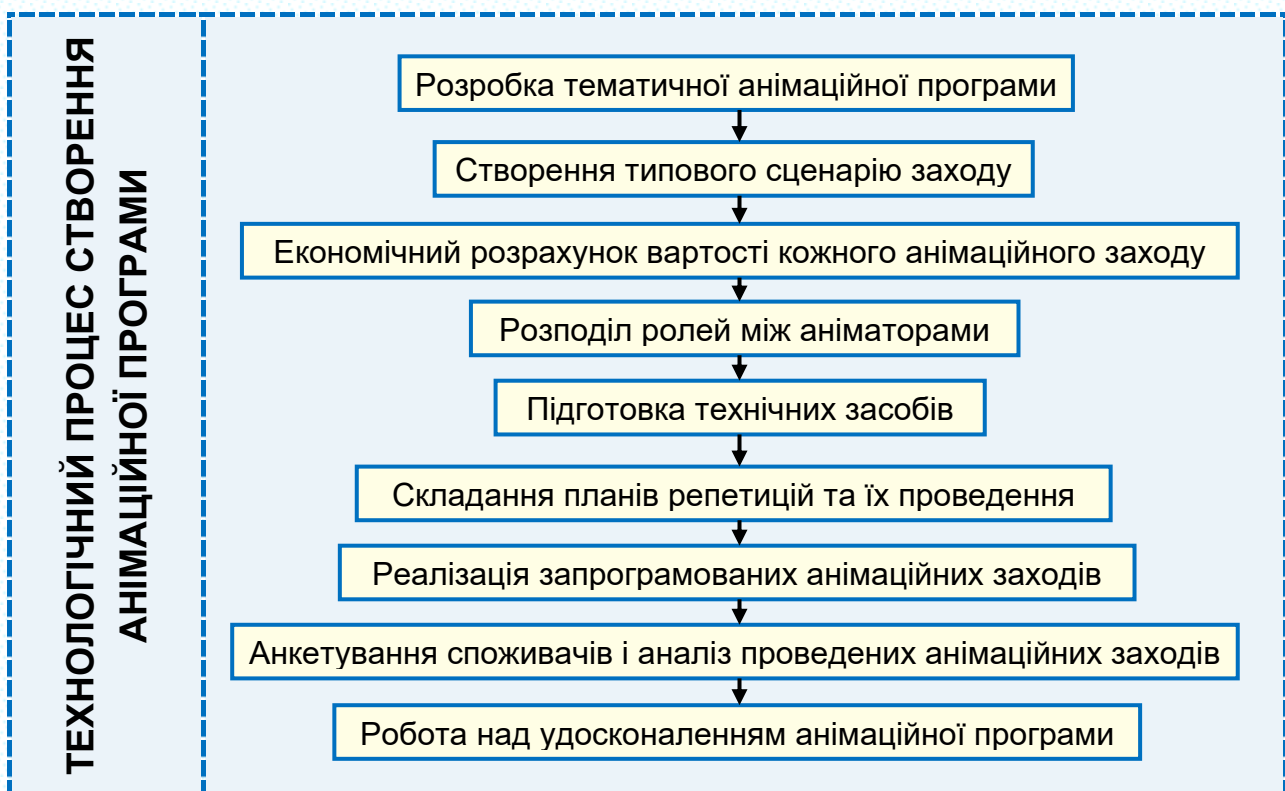 ТЕХНОЛОГІЧНИЙ ПРОЦЕС СТВОРЕННЯ
АНІМАЦІЙНОЇ ПРОГРАМИ
Розробка тематичної анімаційної програми
Створення типового сценарію заходу
Економічний розрахунок вартості кожного анімаційного заходу
Розподіл ролей між аніматорами
Підготовка технічних засобів
Складання планів репетицій та їх проведення
Реалізація запрограмованих анімаційних заходів
Анкетування споживачів і аналіз проведених анімаційних заходів
Робота над удосконаленням анімаційної програми